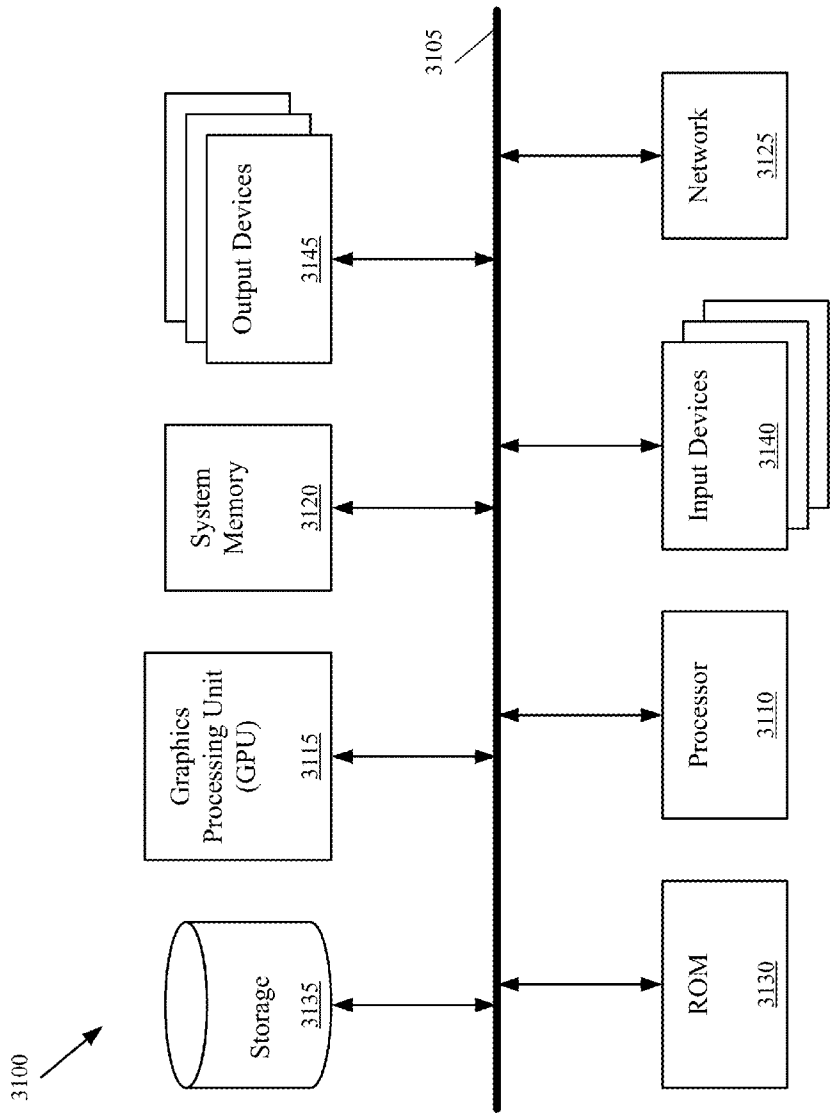 3100
Storage
3135
Graphics
Processing Unit
(GPU)
3115
System
Memory
3120
Output Devices
3145
3105
ROM
3130
Processor
3110
Input Devices
3140
Network
3125